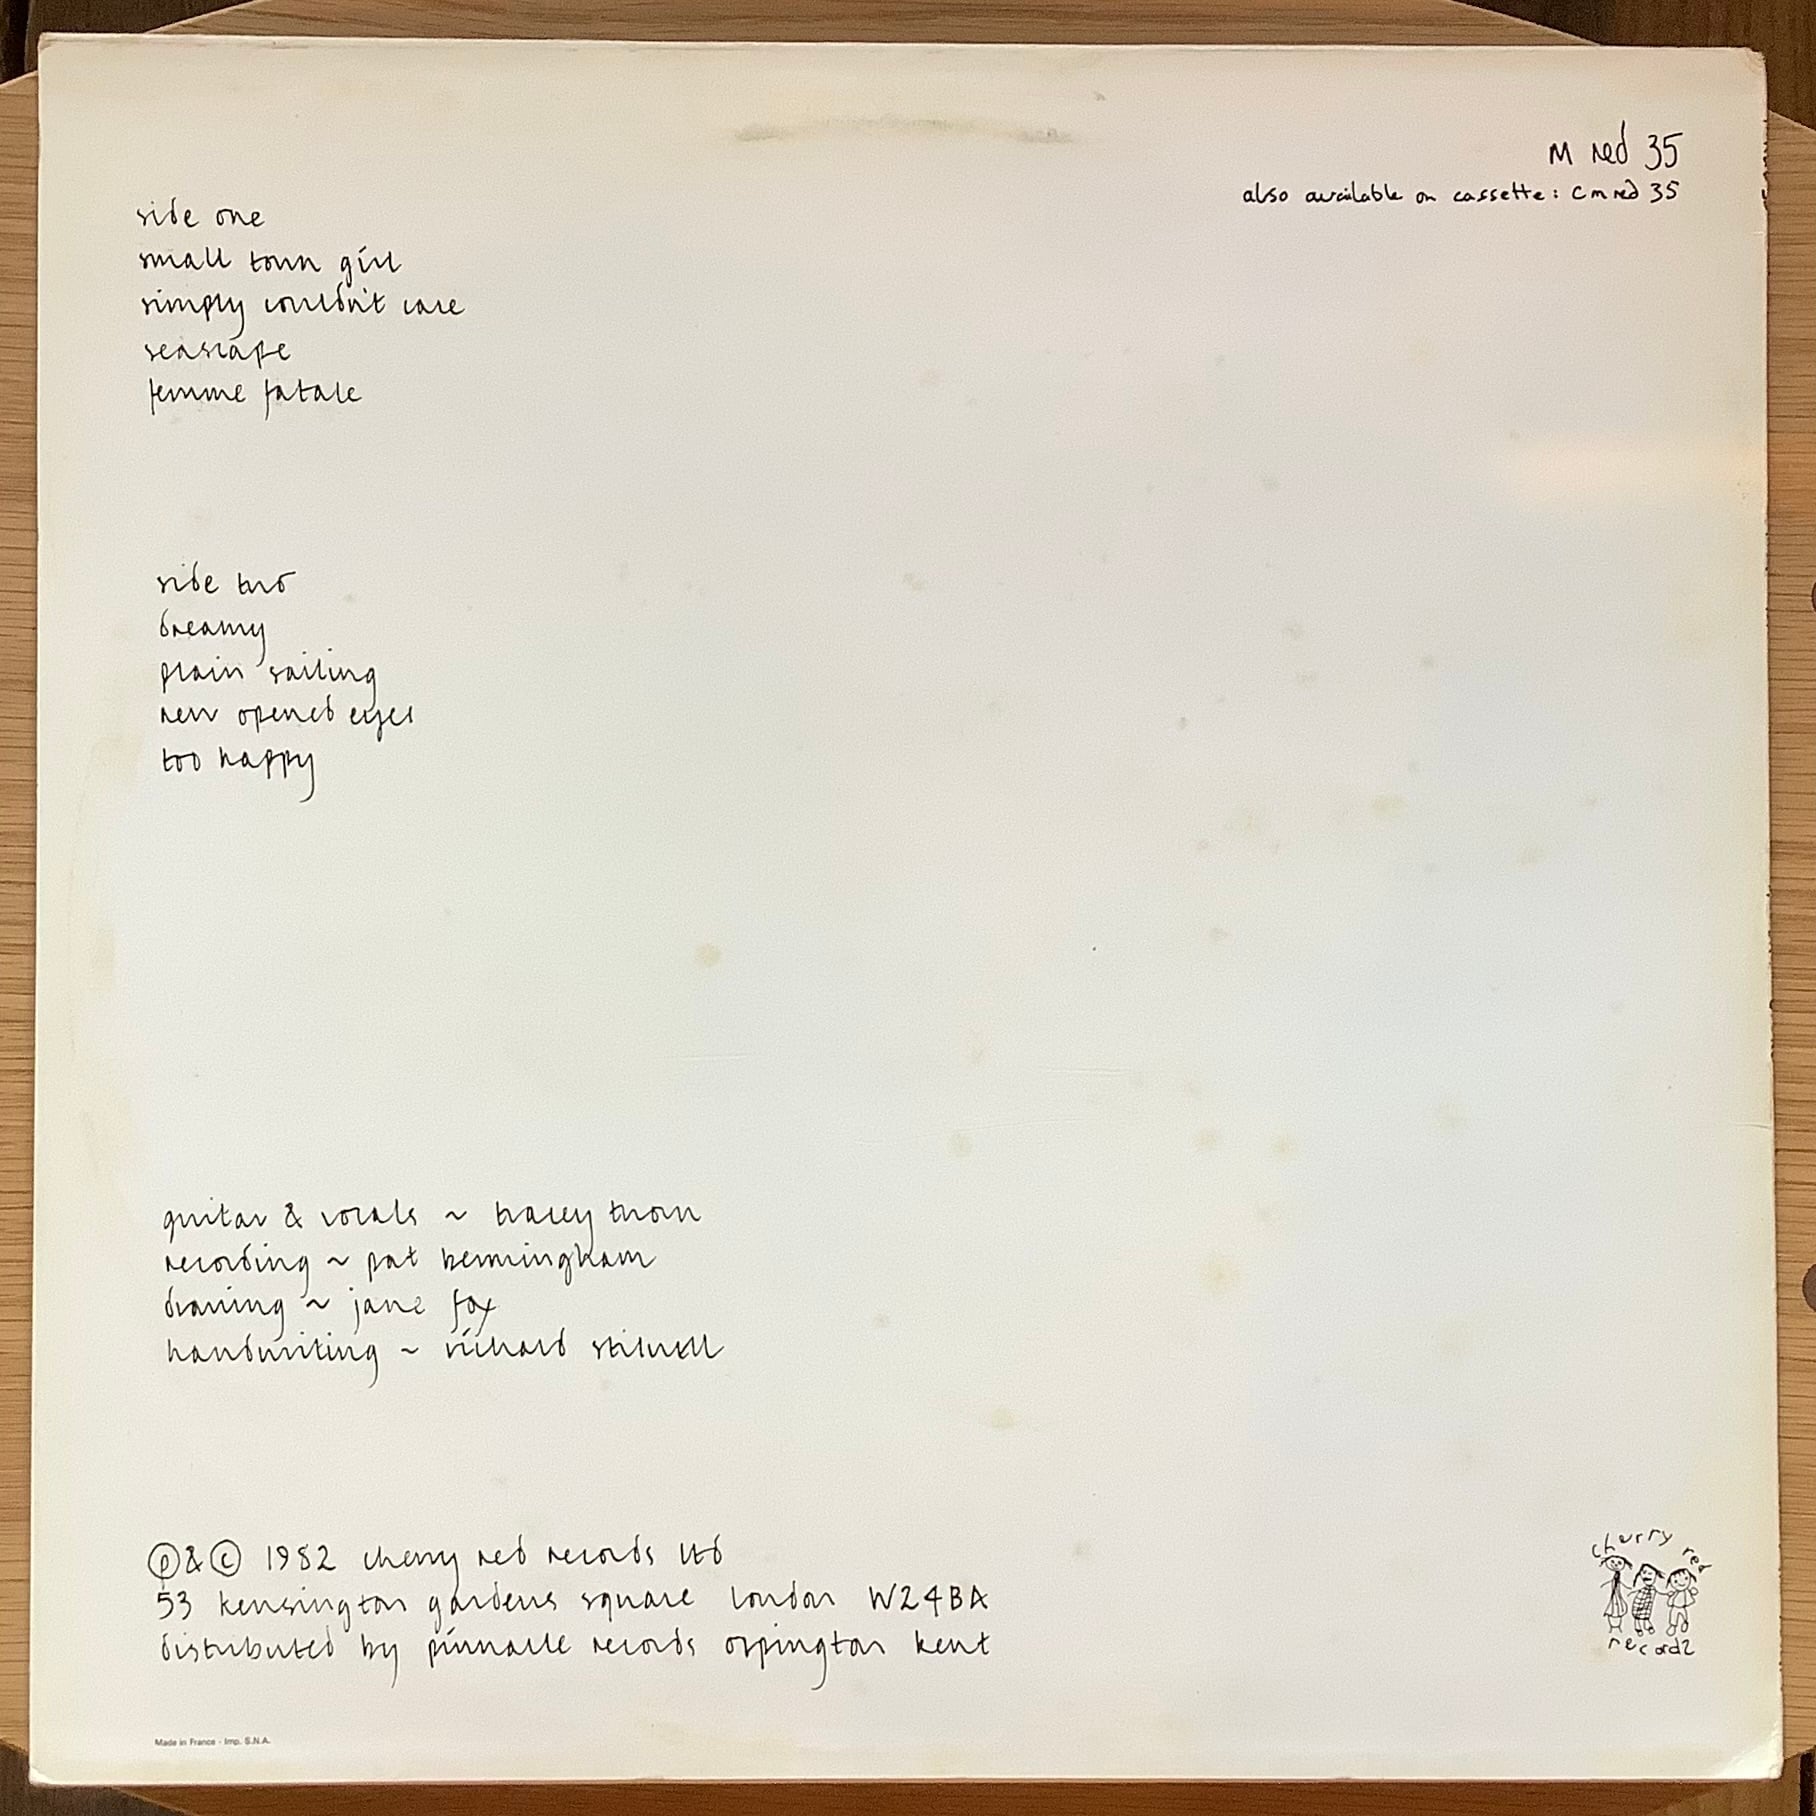 M red 35
also available on cassette: cmred 35
side one
small town girl
simply couldn't care
seascape
femme fatale
side two
dreamy
plain sailing
new opened eyes
too happy
guitar & vocals ~ tracey thorn
recording ~ pat bermingham
drawing ~ jane fox
handwriting ~ richard stilwell
Ⓟ & © 1982 cherry red records ltd
53 kensington gardens square london W24BA
distributed by pinnacle records orpington kent
cherry red
records
Made in France - Imp. S.N.A.